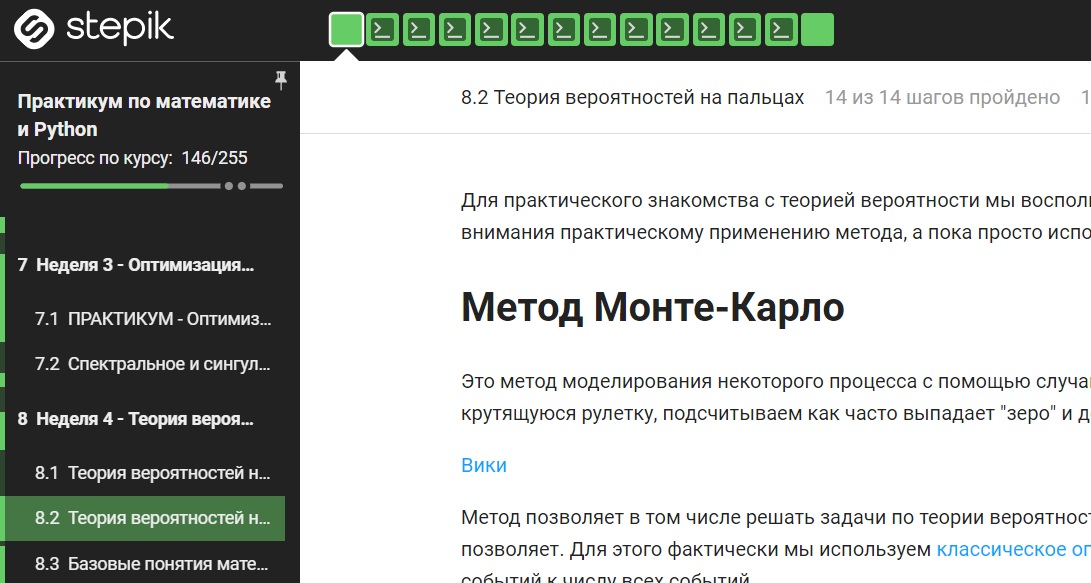 stepik
Практикум по математике
и Python
Прогресс по курсу: 146/255
7 Неделя 3 - Оптимизация...
7.1 ПРАКТИКУМ - Оптимиз...
7.2 Спектральное и сингул...
8 Неделя 4 - Теория вероя...
8.1 Теория вероятностей н...
8.2 Теория вероятностей н...
8.3 Базовые понятия мате...
8.2 Теория вероятностей на пальцах 14 из 14 шагов пройдено 1
Для практического знакомства с теорией вероятности мы воспол
внимания практическому применению метода, а пока просто испо
Метод Монте-Карло
Это метод моделирования некоторого процесса с помощью случа
крутящуюся рулетку, подсчитываем как часто выпадает "зеро" и д
Вики
Метод позволяет в том числе решать задачи по теории вероятнос
позволяет. Для этого фактически мы используем классическое оп
событий к числу всех событий.